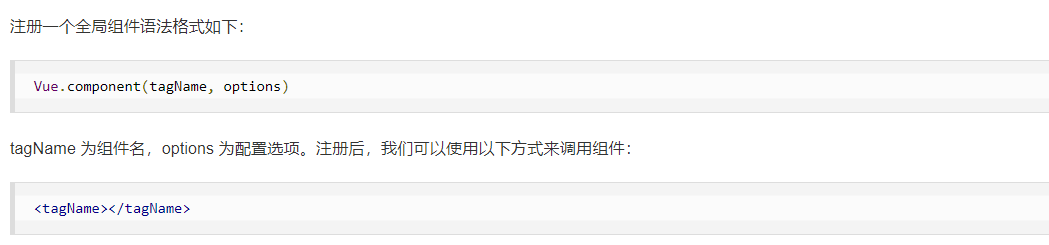 注册一个全局组件语法格式如下：
Vue.component(tagName, options)
tagName 为组件名，options 为配置选项。注册后，我们可以使用以下方式来调用组件：
<tagName></tagName>